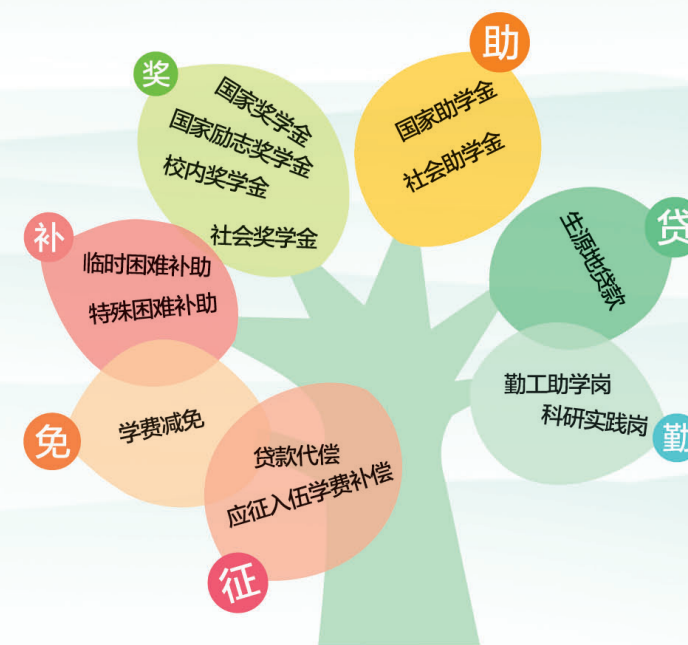 奖
国家奖学金
国家励志奖学金
校内奖学金
社会奖学金
助
国家助学金
社会助学金
贷
生源地贷款
补
临时困难补助
特殊困难补助
勤
勤工助学岗
科研实践岗
免
学费减免
征
贷款代偿
应征入伍学费补偿